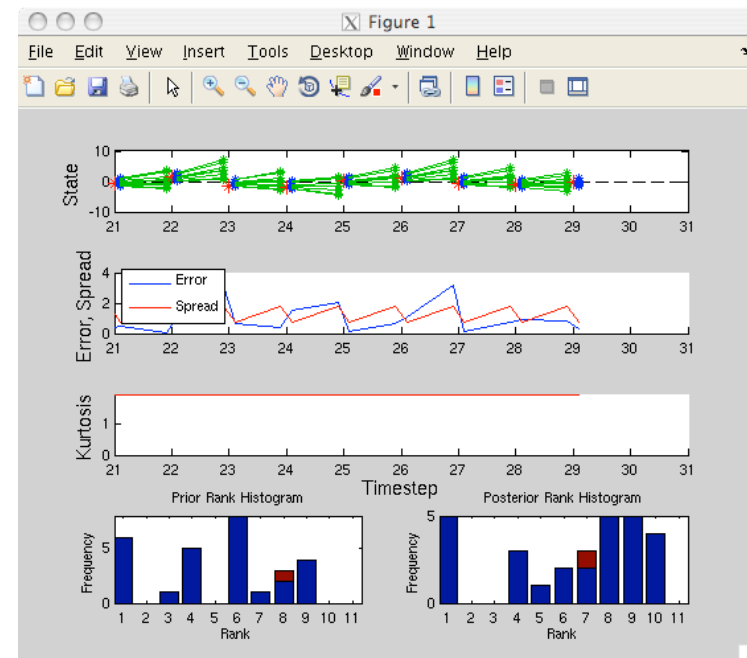 Figure 1
File Edit View Insert Tools Desktop Window Help
State
10
0
-10
21 22 23 24 25 26 27 28 29 30 31
Error, Spread
4
2
0
Error
Spread
21 22 23 24 25 26 27 28 29 30 31
Kurtosis
1
0
21 22 23 24 25 26 27 28 29 30 31
Timestep
Prior Rank Histogram
Frequency
5
0
1 2 3 4 5 6 7 8 9 10 11
Rank
Posterior Rank Histogram
Frequency
5
0
1 2 3 4 5 6 7 8 9 10 11
Rank